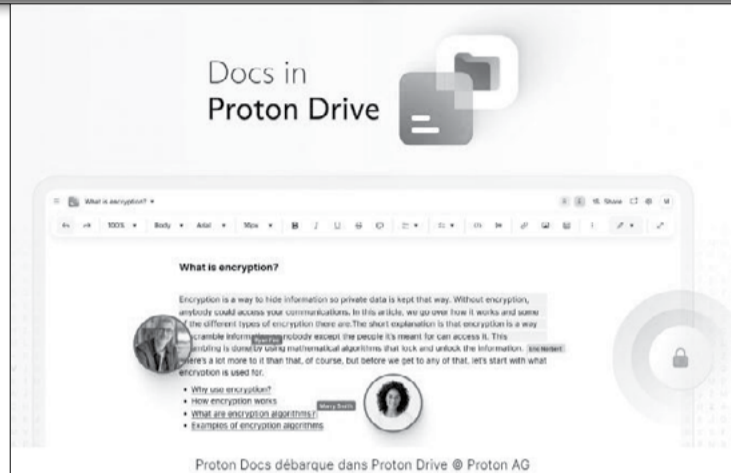 Docs in
Proton Drive
What is encryption?
Share
100% Body Arial B I U S
What is encryption?
Encryption is a way to hide information so private data is kept that way. Without encryption,
anybody could access your communications. In this article, we go over how it works and some
of the different types of encryption there are.The short explanation is that encryption is a way
scramble nobody except the people it's meant for can access it. This
is done by using mathematical algorithms that lock and unlock the information.
there's a lot more to it than that, of course, but before we get to any of that, let's start with what
encryption is used for.
• Why use encryption?
• How encryption works
• What are encryption algorithms?
• Examples of encryption algorithms
Proton Docs débarque dans Proton Drive @ Proton AG